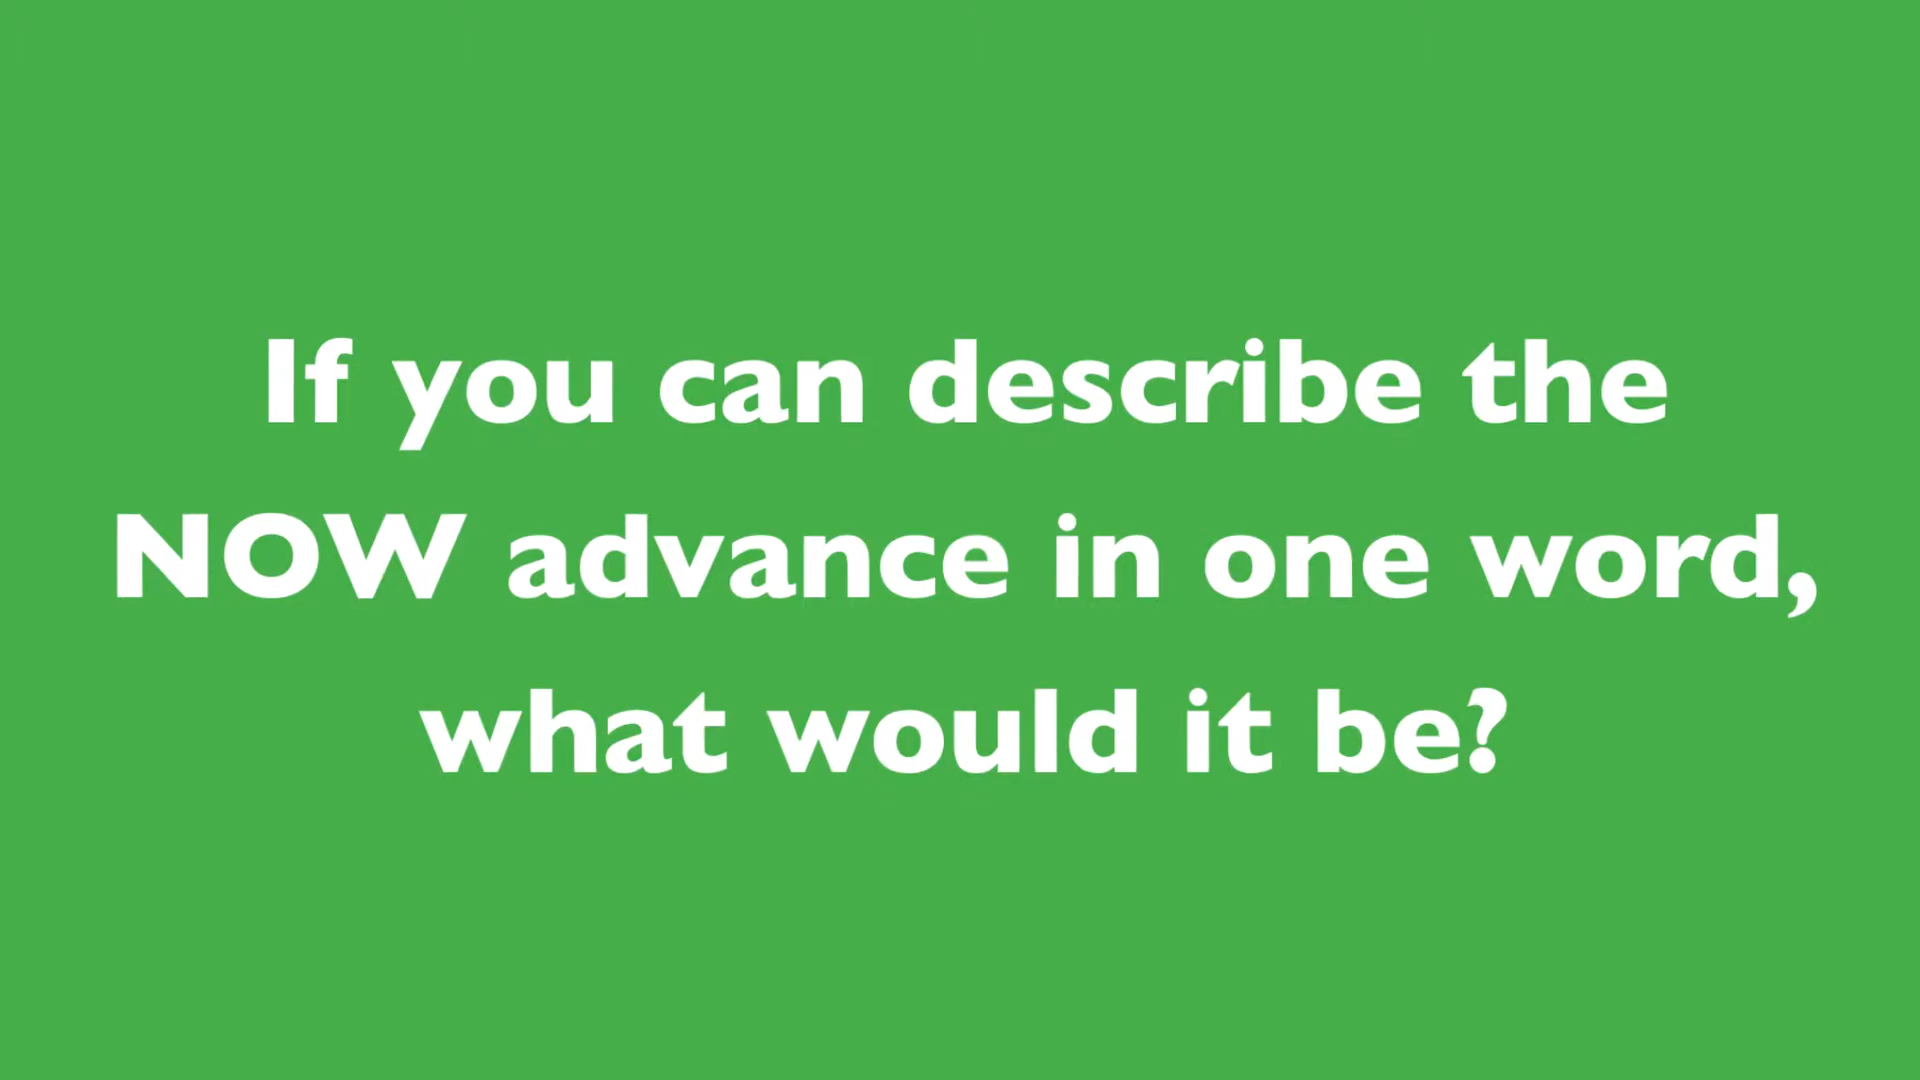 If you can describe the
NOW advance in one word,
what would it be?